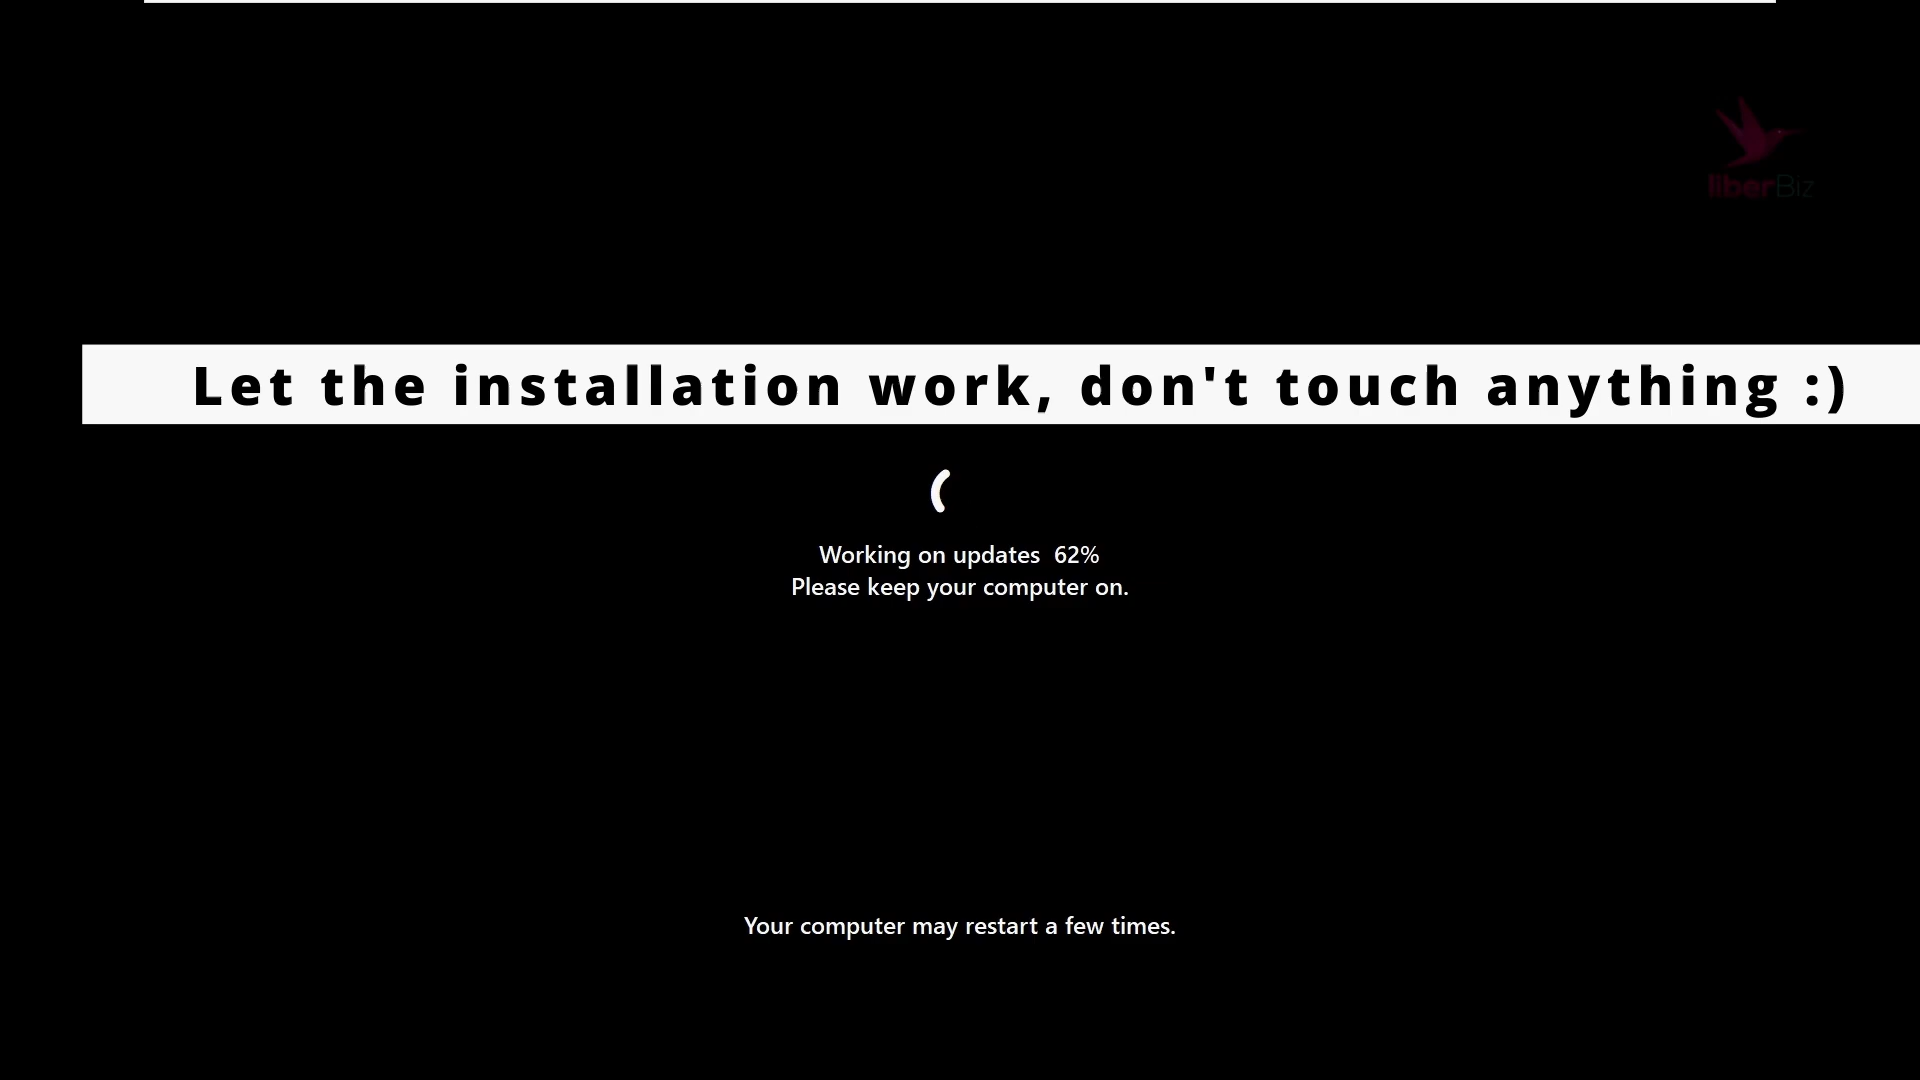 liberBiz
Let the installation work, don't touch anything :)
Working on updates  62%
Please keep your computer on.
Your computer may restart a few times.